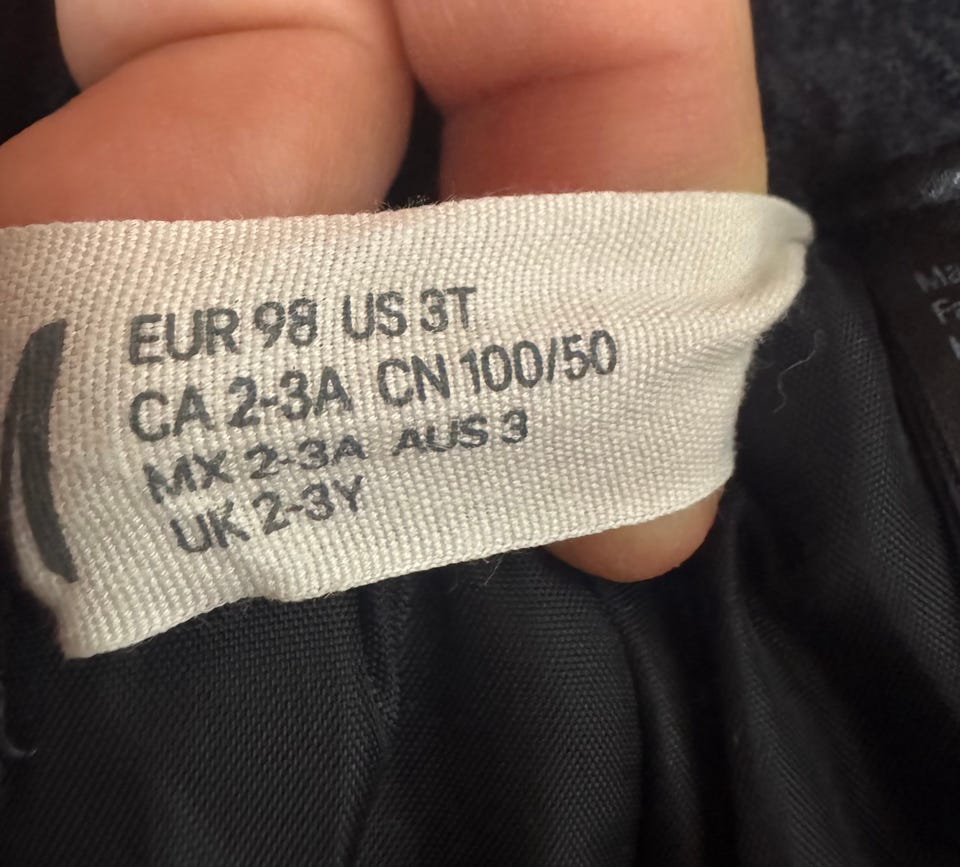 EUR 98 US 3T
CA 2-3A CN 100/50
MX 2-3A AUS 3
UK 2-3Y